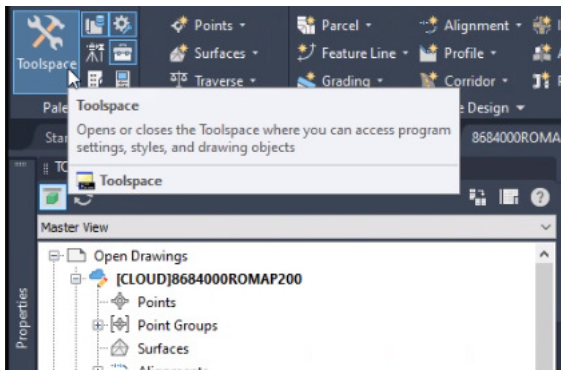 Points Parcel Alignment
Toolspace Surfaces Feature Line Profile
Traverse Grading Corridor
Pale Design
Toolspace
Opens or closes the Toolspace where you can access program
settings, styles, and drawing objects
Toolspace
Star 8684000ROMA
TO
Master View
Open Drawings
[CLOUD]8684000ROMAP200
Points
Point Groups
Surfaces
Alignments
Properties